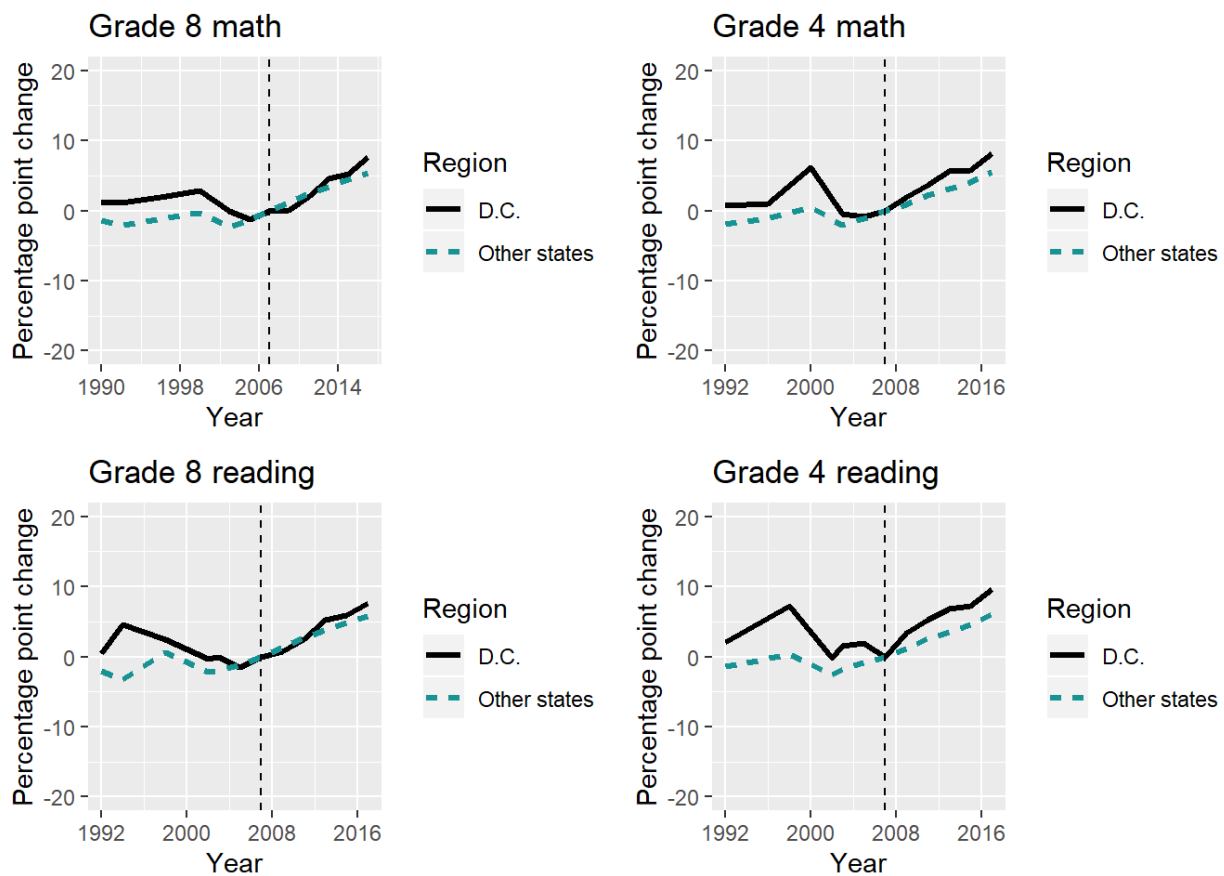 Grade 8 math
Percentage point change
20
10
0
-10
-20
1990 1998 2006 2014
Year
Region
D.C.
Other states
Grade 4 math
Percentage point change
20
10
0
-10
-20
1992 2000 2008 2016
Year
Region
D.C.
Other states
Grade 8 reading
Percentage point change
20
10
0
-10
-20
1992 2000 2008 2016
Year
Region
D.C.
Other states
Grade 4 reading
Percentage point change
20
10
0
-10
-20
1992 2000 2008 2016
Year
Region
D.C.
Other states